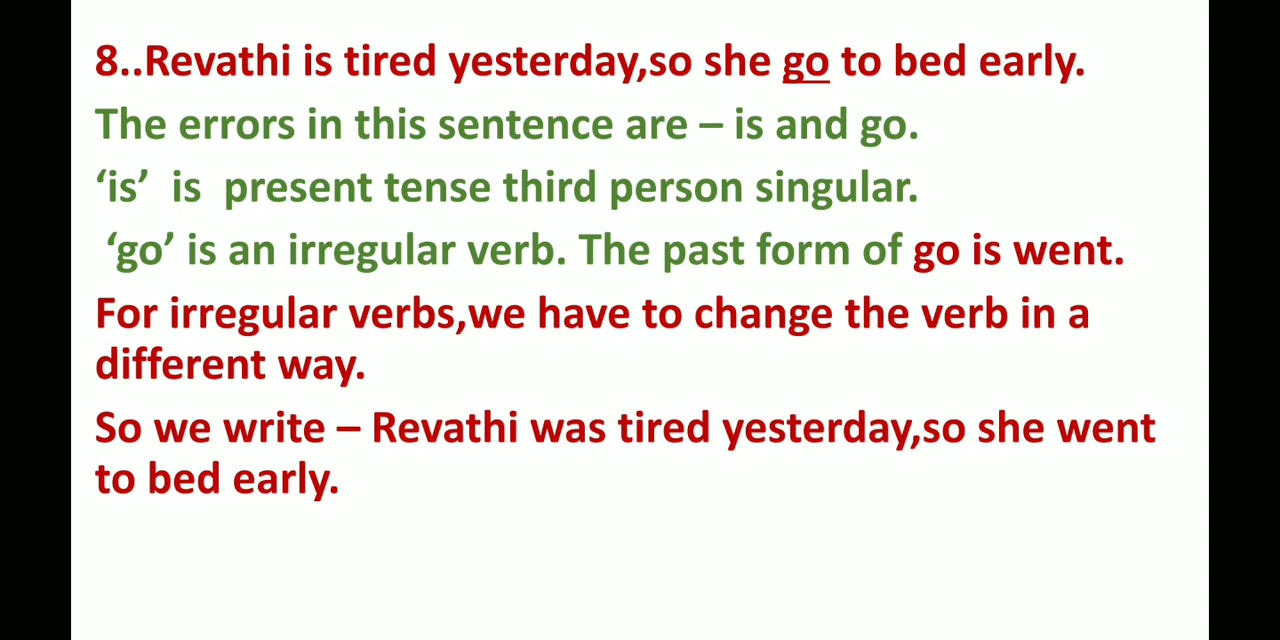 8..Revathi is tired yesterday,so she go to bed early.
The errors in this sentence are – is and go.
‘is’ is present tense third person singular.
‘go’ is an irregular verb. The past form of go is went.
For irregular verbs,we have to change the verb in a
different way.
So we write – Revathi was tired yesterday,so she went
to bed early.